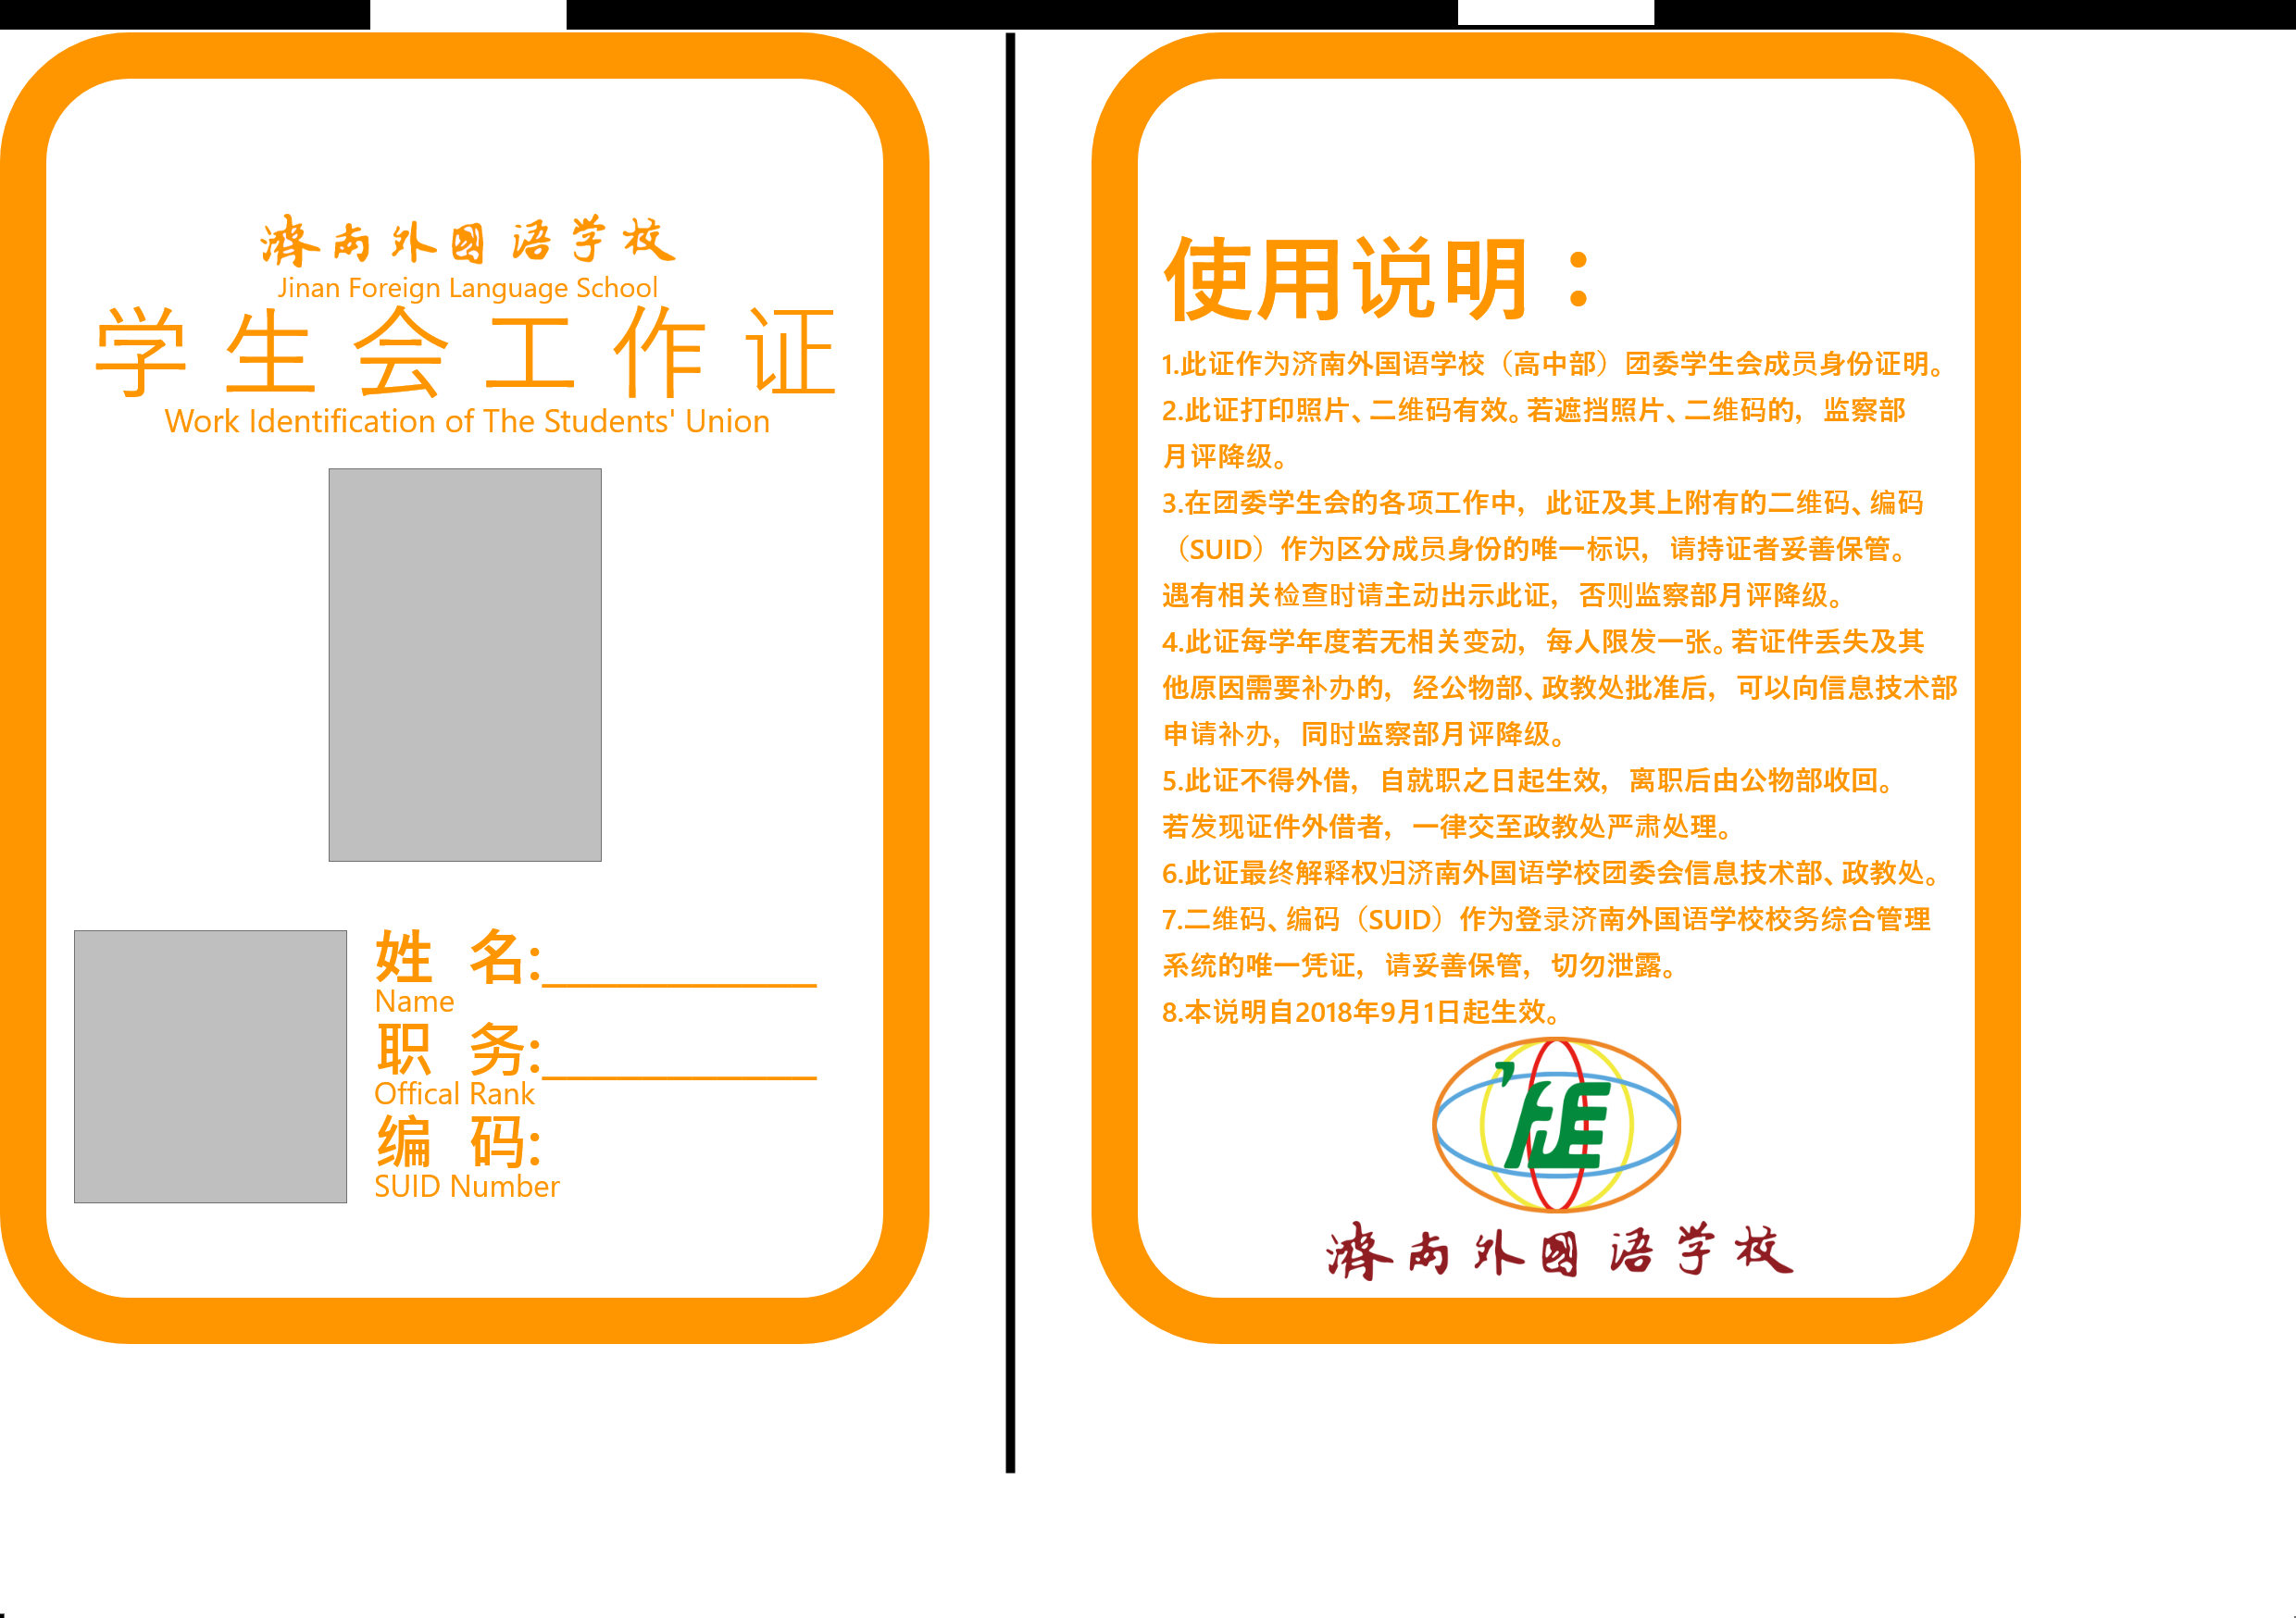 济南外国语学校
Jinan Foreign Language School
学生会工作证
Work Identification of The Students' Union
姓 名:___________
Name
职 务:___________
Offical Rank
编 码:
SUID Number
使用说明：
1.此证作为济南外国语学校（高中部）团委学生会成员身份证明。
2.此证打印照片、二维码有效。若遮挡照片、二维码的，监察部
月评降级。
3.在团委学生会的各项工作中，此证及其上附有的二维码、编码
（SUID）作为区分成员身份的唯一标识，请持证者妥善保管。
遇有相关检查时请主动出示此证，否则监察部月评降级。
4.此证每学年度若无相关变动，每人限发一张。若证件丢失及其
他原因需要补办的，经公物部、政教处批准后，可以向信息技术部
申请补办，同时监察部月评降级。
5.此证不得外借，自就职之日起生效，离职后由公物部收回。
若发现证件外借者，一律交至政教处严肃处理。
6.此证最终解释权归济南外国语学校团委会信息技术部、政教处。
7.二维码、编码（SUID）作为登录济南外国语学校校务综合管理
系统的唯一凭证，请妥善保管，切勿泄露。
8.本说明自2018年9月1日起生效。
济南外国语学校